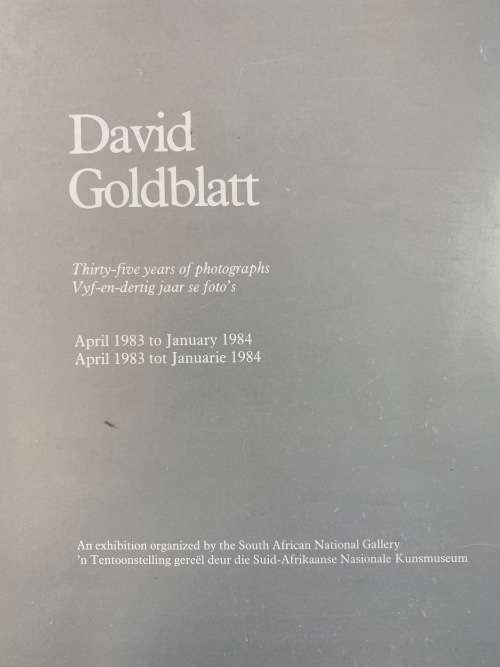 David
Goldblatt
Thirty-five years of photographs
Vyf-en-dertig jaar se foto's
April 1983 to January 1984
April 1983 tot Januarie 1984
An exhibition organized by the South African National Gallery
'n Tentoonstelling gereël deur die Suid-Afrikaanse Nasionale Kunsmuseum